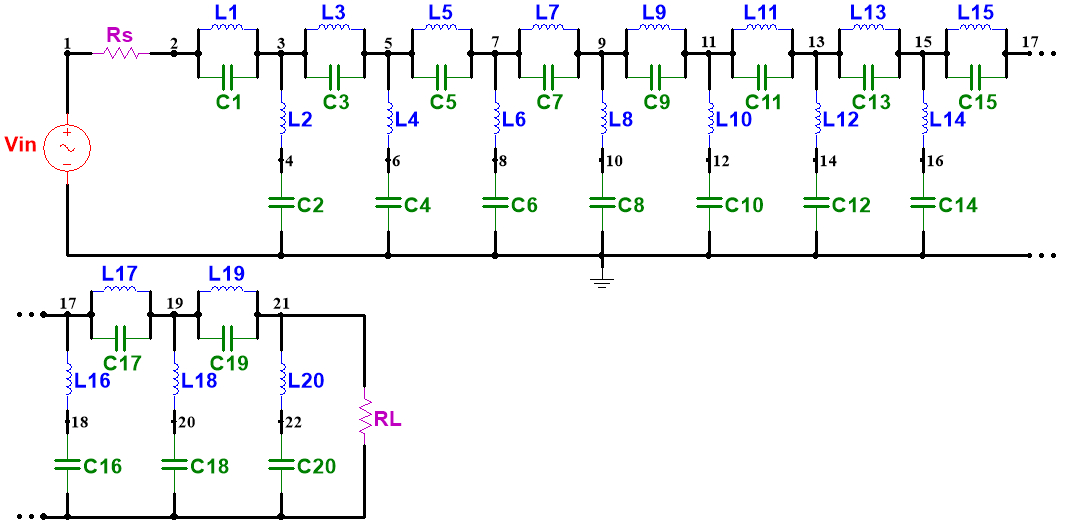 L1 L3 L5 L7 L9 L11 L13 L15
1 Rs 2 3 5 7 9 11 13 15 17
C1 C3 C5 C7 C9 C11 C13 C15
L2 L4 L6 L8 L10 L12 L14
Vin
4 6 8 10 12 14 16
C2 C4 C6 C8 C10 C12 C14
L17 L19
17 19 21
C17 C19
L16 L18 L20
18 20 22 RL
C16 C18 C20